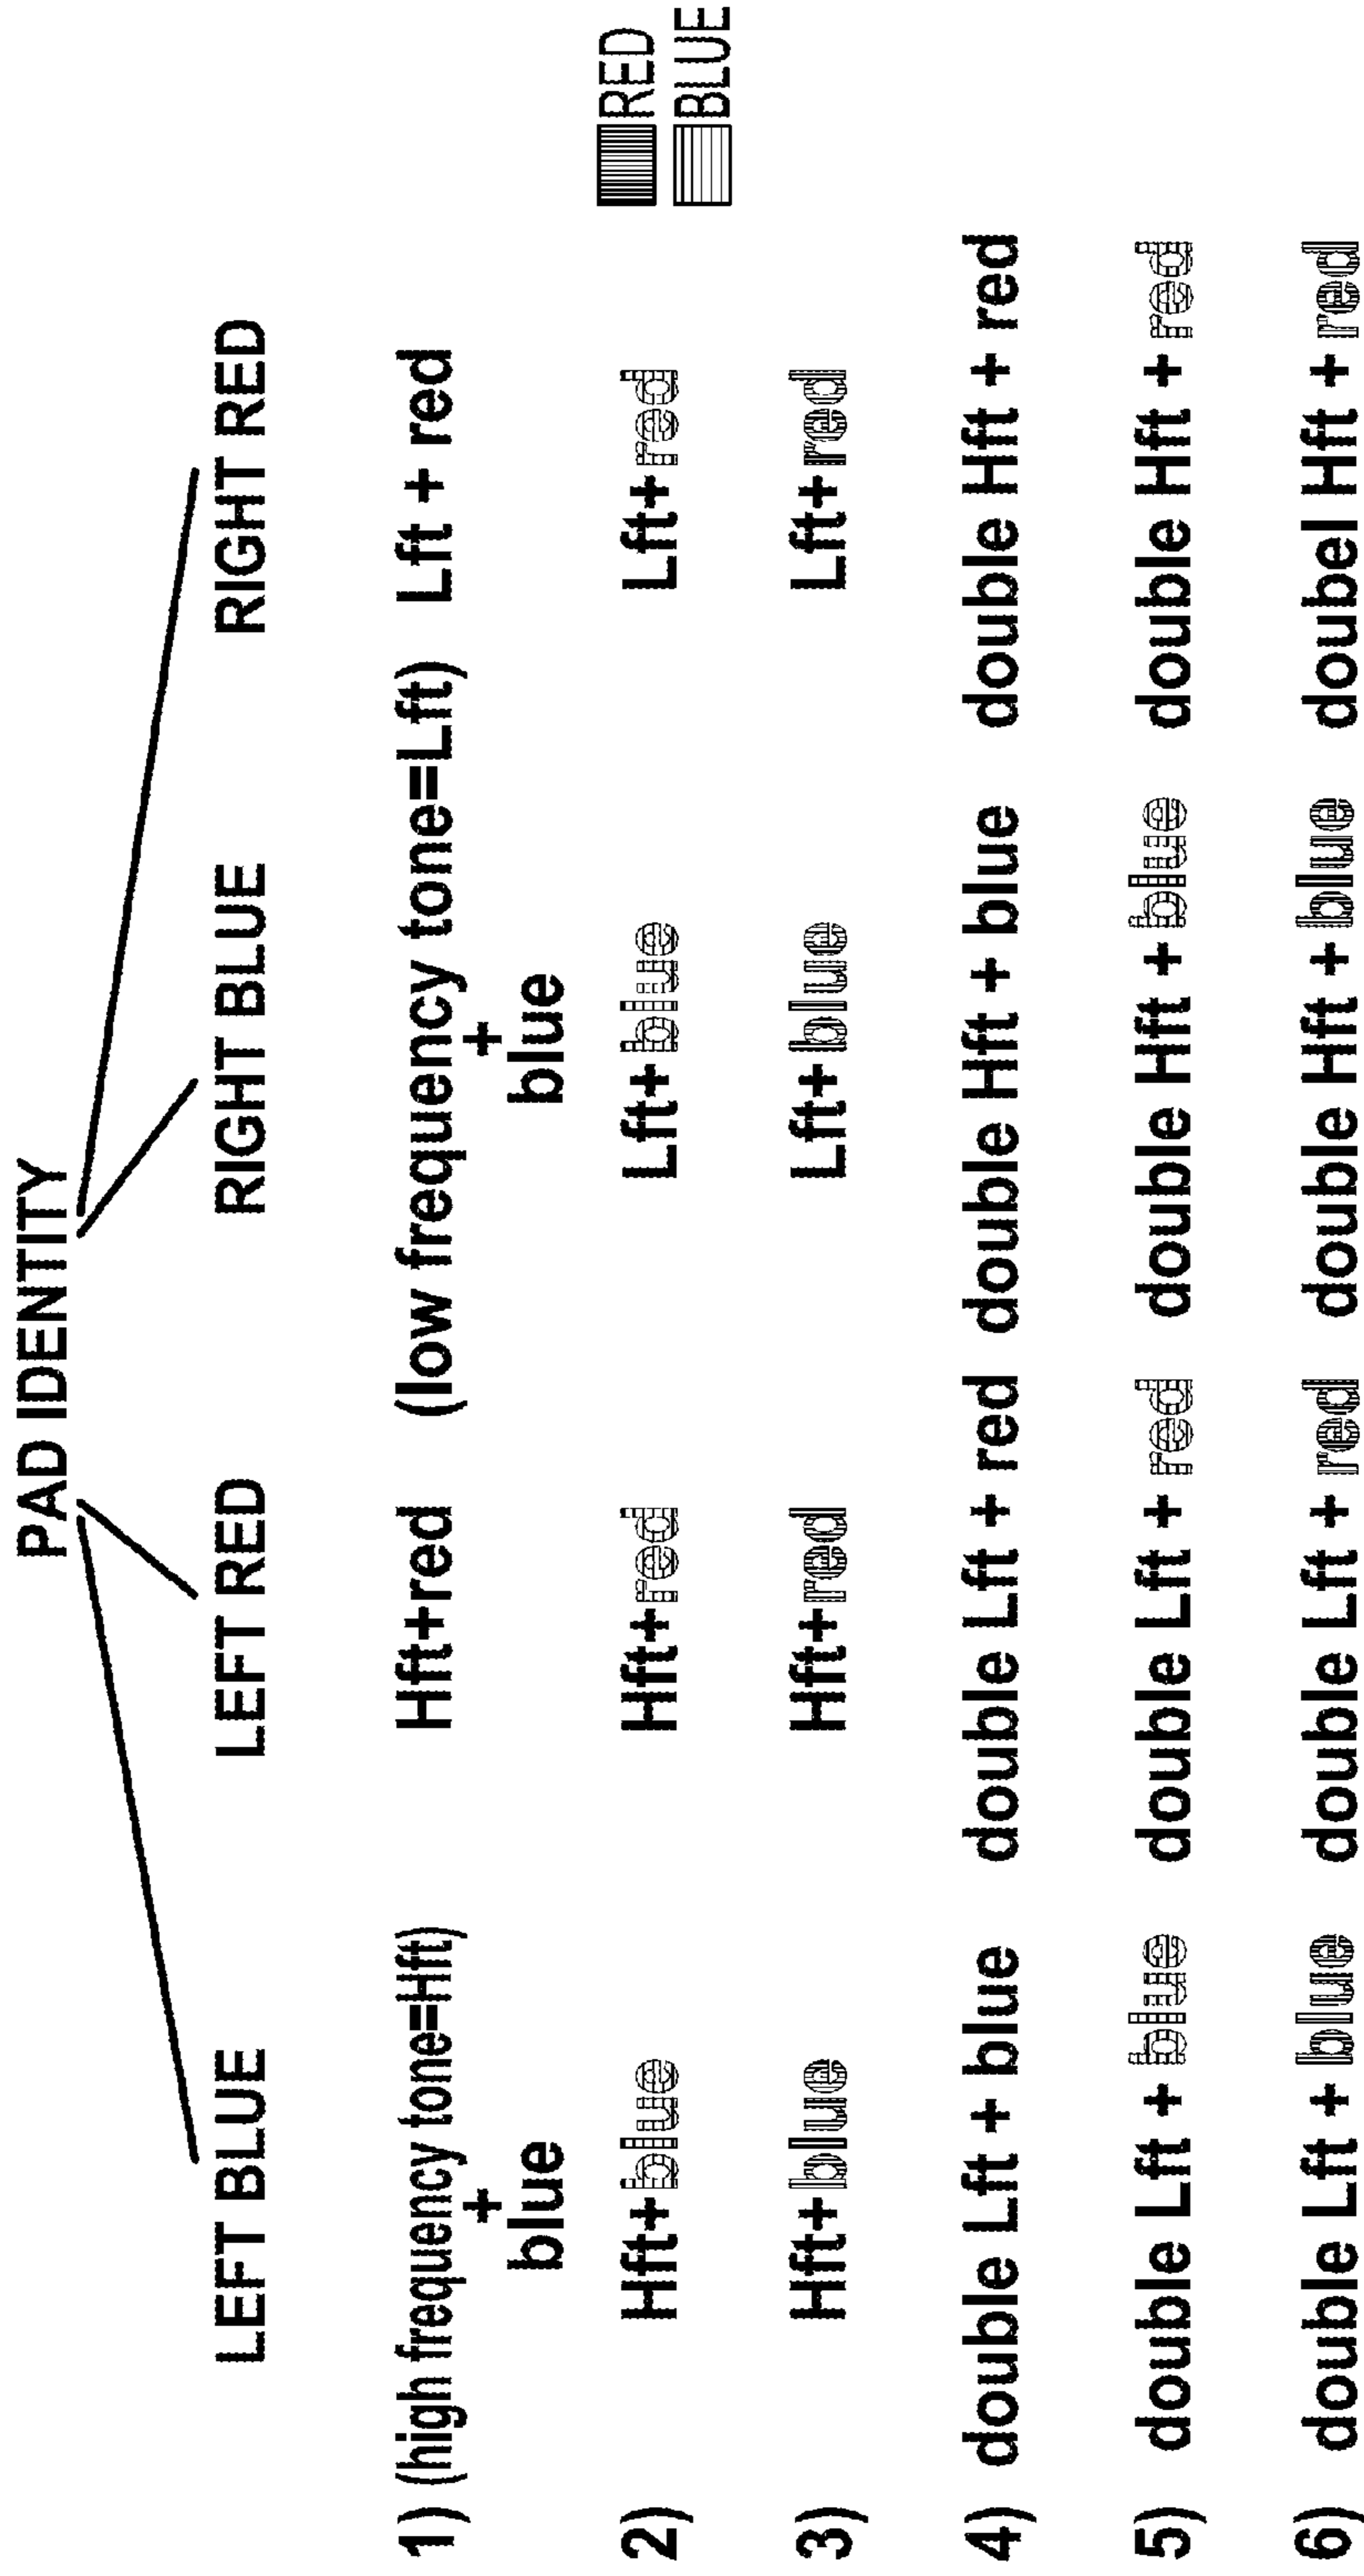 PAD IDENTITY
LEFT BLUE LEFT RED RIGHT BLUE RIGHT RED
1) (high frequency tone=Hft) Hft+red (low frequency tone=Lft) Lft + red
+ +
blue blue
2) Hft+blue Hft+red Lft+blue Lft+red
3) Hft+blue Hft+red Lft+blue Lft+red
4) double Lft + blue double Lft + red double Hft + blue double Hft + red
5) double Lft + blue double Lft + red double Hft + blue double Hft + red
6) double Lft + blue double Lft + red double Hft + blue doubel Hft + red
RED
BLUE